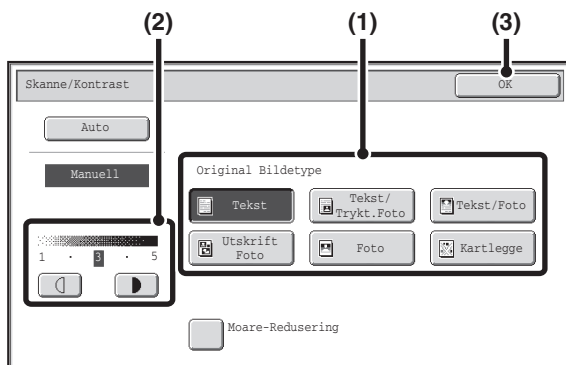 (2) (1) (3)
Skanne/Kontrast
OK
Auto
Manuell
Original Bildetype
Tekst
Tekst/
Trykt.Foto
Tekst/Foto
Utskrift
Foto
Foto
Kartlegge
1 · 3 · 5
Moare-Redusering